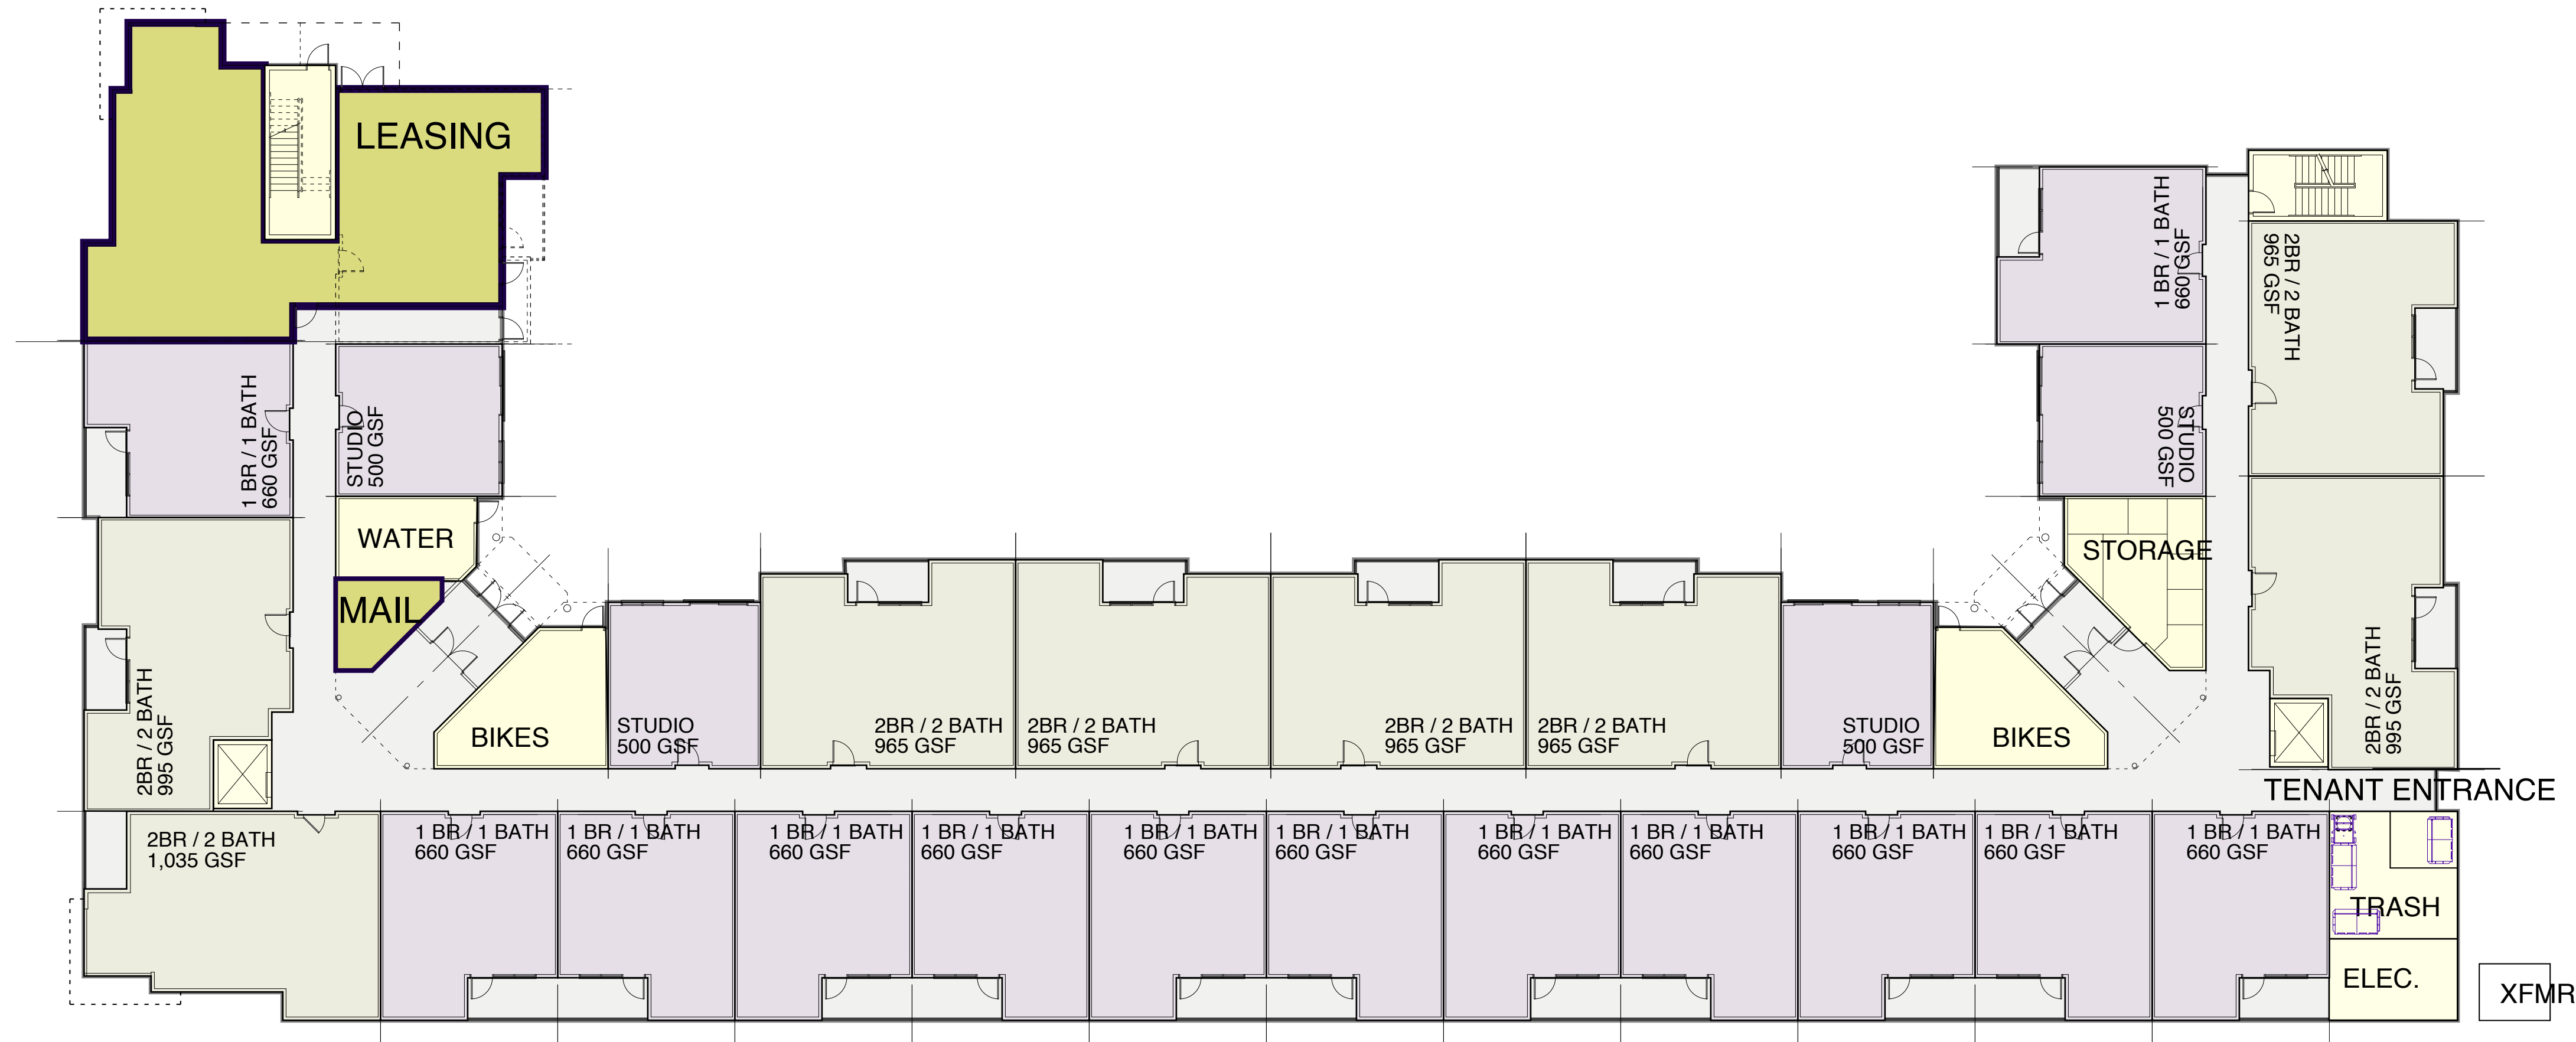 LEASING
1 BR / 1 BATH
660 GSF
2BR / 2 BATH
965 GSF
1 BR / 1 BATH
660 GSF
STUDIO
500 GSF
STUDIO
500 GSF
WATER
STORAGE
MAIL
2BR / 2 BATH
995 GSF
BIKES
STUDIO
500 GSF
2BR / 2 BATH
965 GSF
2BR / 2 BATH
965 GSF
2BR / 2 BATH
965 GSF
2BR / 2 BATH
965 GSF
STUDIO
500 GSF
BIKES
2BR / 2 BATH
995 GSF
TENANT ENTRANCE
2BR / 2 BATH
1,035 GSF
1 BR / 1 BATH
660 GSF
1 BR / 1 BATH
660 GSF
1 BR / 1 BATH
660 GSF
1 BR / 1 BATH
660 GSF
1 BR / 1 BATH
660 GSF
1 BR / 1 BATH
660 GSF
1 BR / 1 BATH
660 GSF
1 BR / 1 BATH
660 GSF
1 BR / 1 BATH
660 GSF
1 BR / 1 BATH
660 GSF
1 BR / 1 BATH
660 GSF
TRASH
ELEC.
XFMR